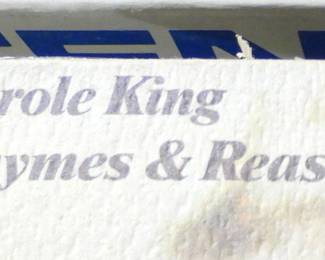 role King
ymes & Reas